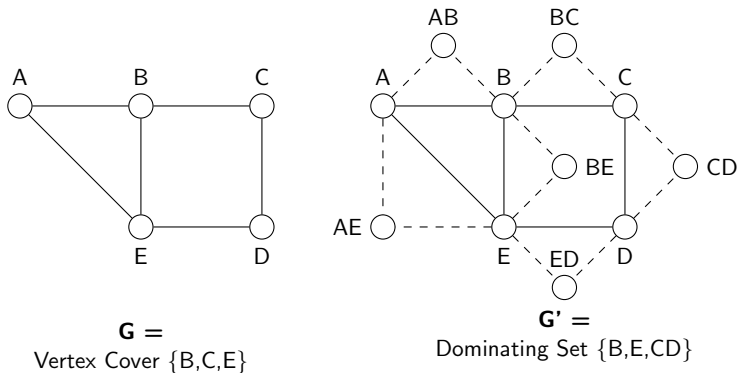 AB
BC
A
B
C
A
B
C
BE
CD
AE
E
D
E
ED
D
G =
Vertex Cover {B,C,E}
G' =
Dominating Set {B,E,CD}